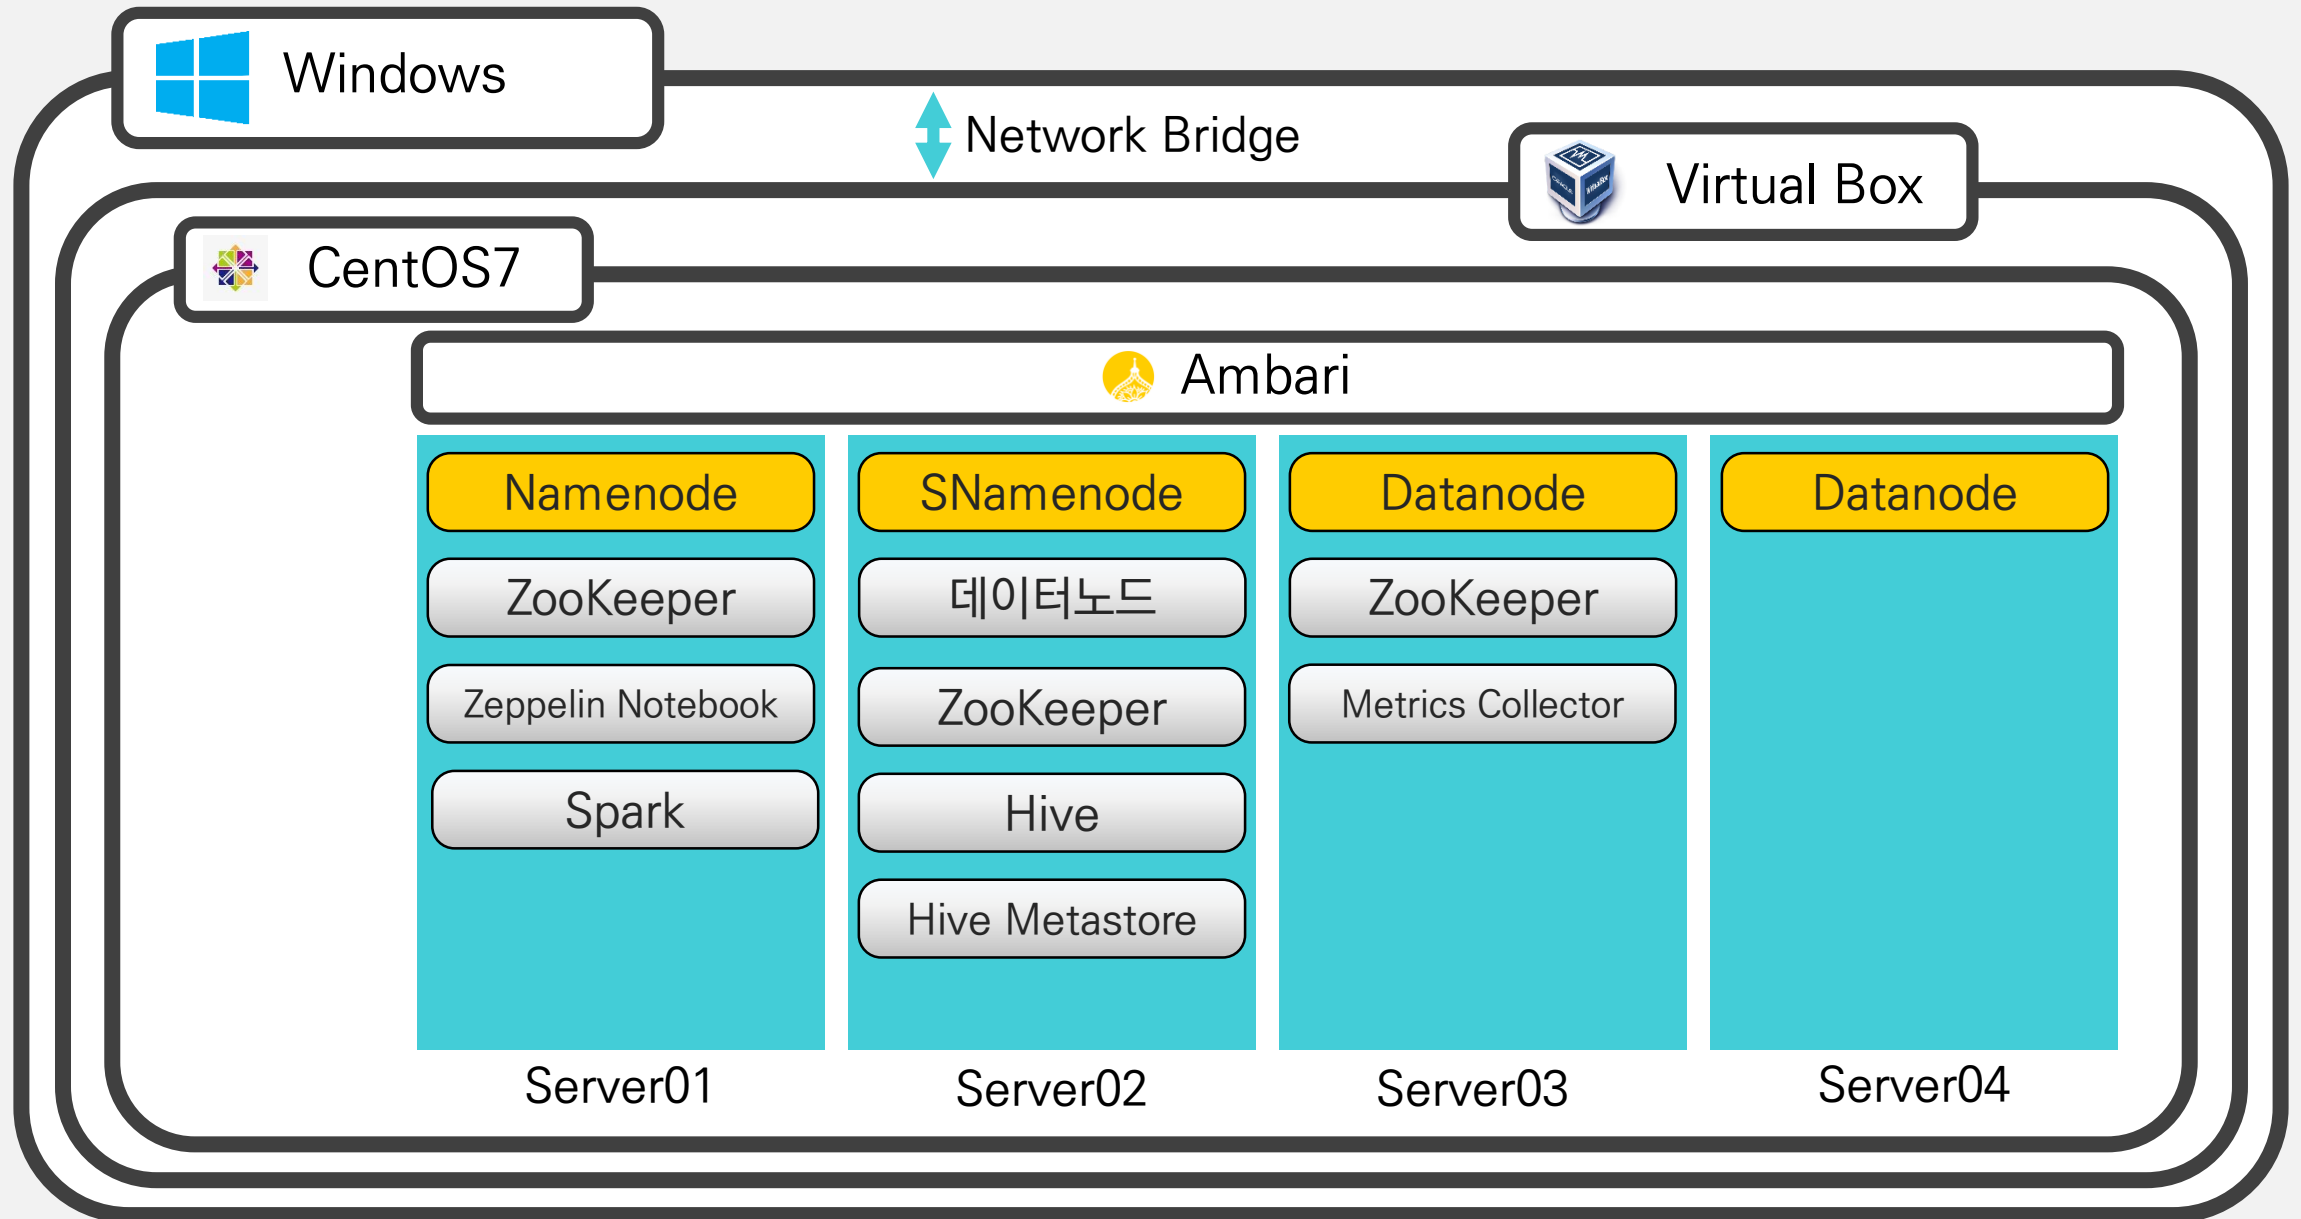 Windows
Network Bridge
Virtual Box
CentOS7
Ambari
Namenode
ZooKeeper
Zeppelin Notebook
Spark
Server01
SNamenode
데이터노드
ZooKeeper
Hive
Hive Metastore
Server02
Datanode
ZooKeeper
Metrics Collector
Server03
Datanode
Server04